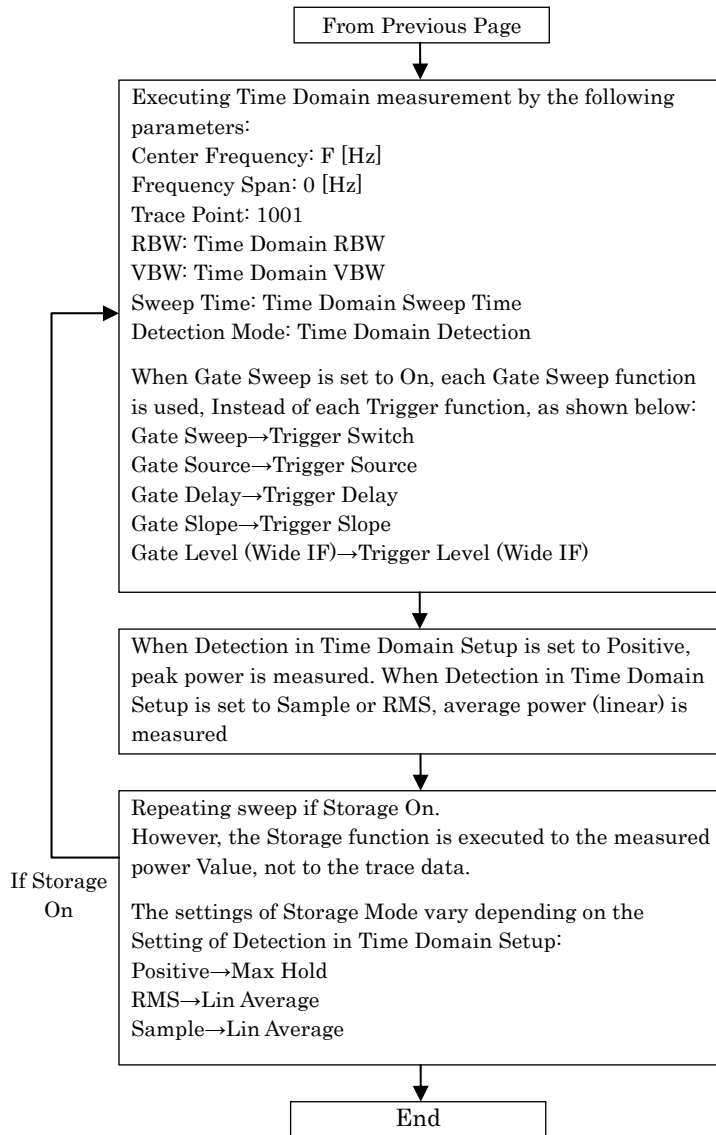 From Previous Page
Executing Time Domain measurement by the following
parameters:
Center Frequency: F [Hz]
Frequency Span: 0 [Hz]
Trace Point: 1001
RBW: Time Domain RBW
VBW: Time Domain VBW
Sweep Time: Time Domain Sweep Time
Detection Mode: Time Domain Detection
When Gate Sweep is set to On, each Gate Sweep function
is used, Instead of each Trigger function, as shown below:
Gate Sweep→Trigger Switch
Gate Source→Trigger Source
Gate Delay→Trigger Delay
Gate Slope→Trigger Slope
Gate Level (Wide IF)→Trigger Level (Wide IF)
When Detection in Time Domain Setup is set to Positive,
peak power is measured. When Detection in Time Domain
Setup is set to Sample or RMS, average power (linear) is
measured
Repeating sweep if Storage On.
However, the Storage function is executed to the measured
power Value, not to the trace data.
The settings of Storage Mode vary depending on the
Setting of Detection in Time Domain Setup:
Positive→Max Hold
RMS→Lin Average
Sample→Lin Average
If Storage
On
End